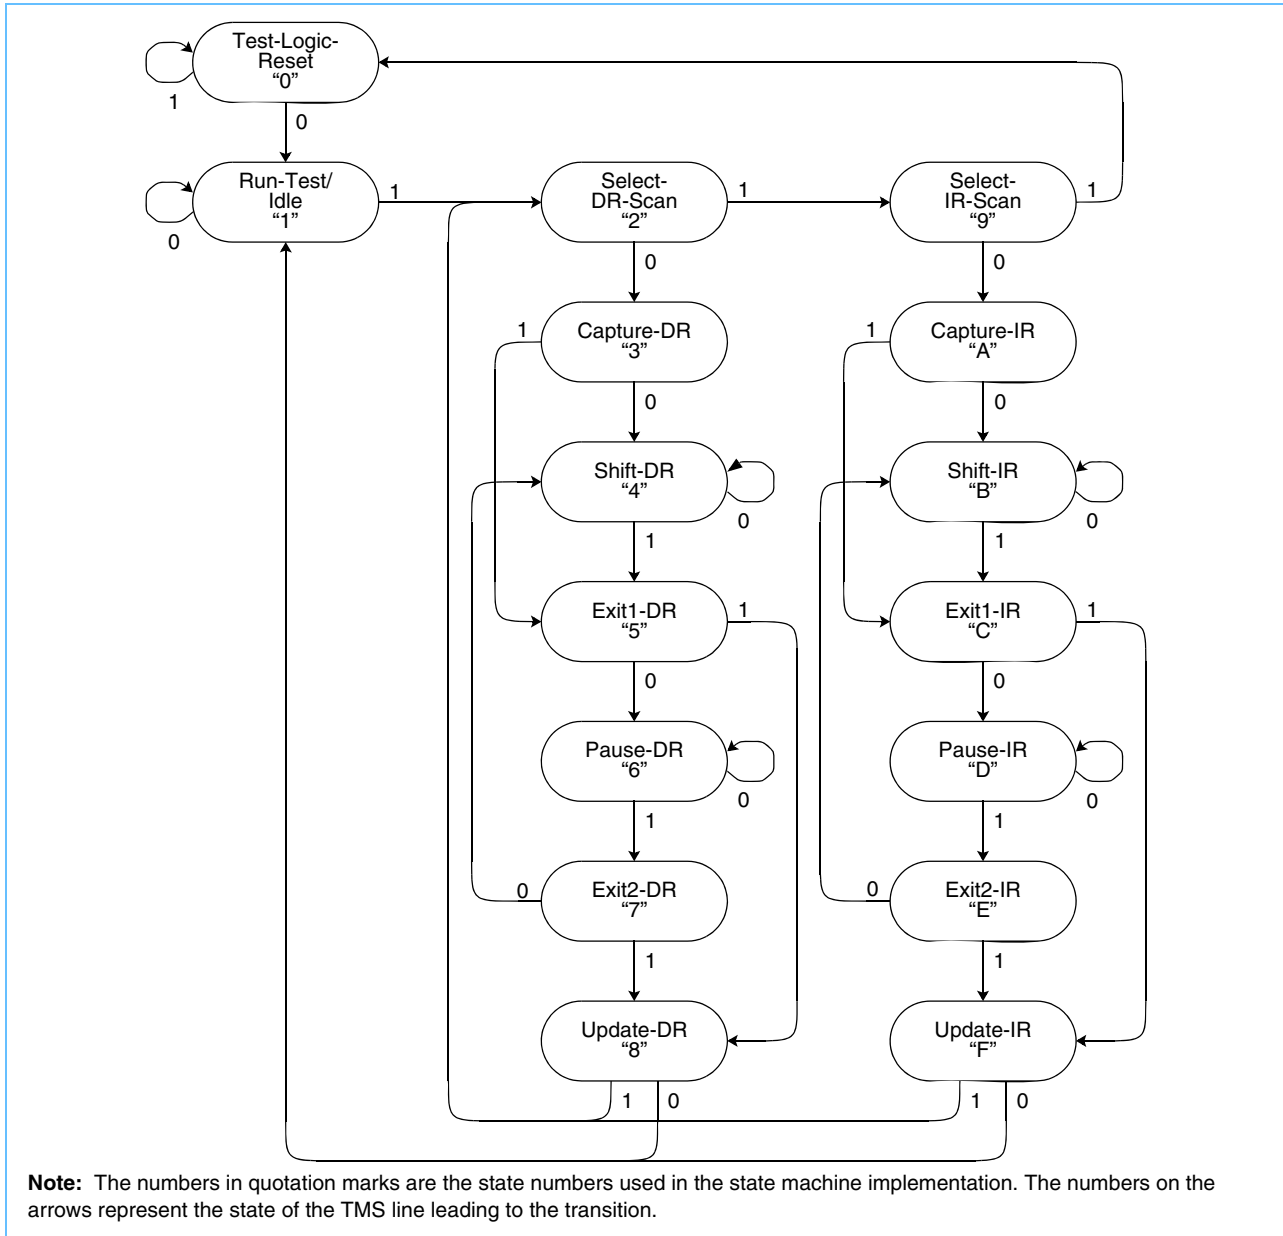 Test-Logic-
Reset
“0”
1
0
Run-Test/
Idle
“1”
0
1
Select-
DR-Scan
“2”
1
Select-
IR-Scan
“9”
1
0
0
Capture-DR
“3”
1
Capture-IR
“A”
1
0
0
Shift-DR
“4”
0
Shift-IR
“B”
0
1
1
Exit1-DR
“5”
1
Exit1-IR
“C”
1
0
0
Pause-DR
“6”
0
Pause-IR
“D”
0
1
1
Exit2-DR
“7”
0
Exit2-IR
“E”
0
1
1
Update-DR
“8”
Update-IR
“F”
1
0
1
0
Note: The numbers in quotation marks are the state numbers used in the state machine implementation. The numbers on the
arrows represent the state of the TMS line leading to the transition.